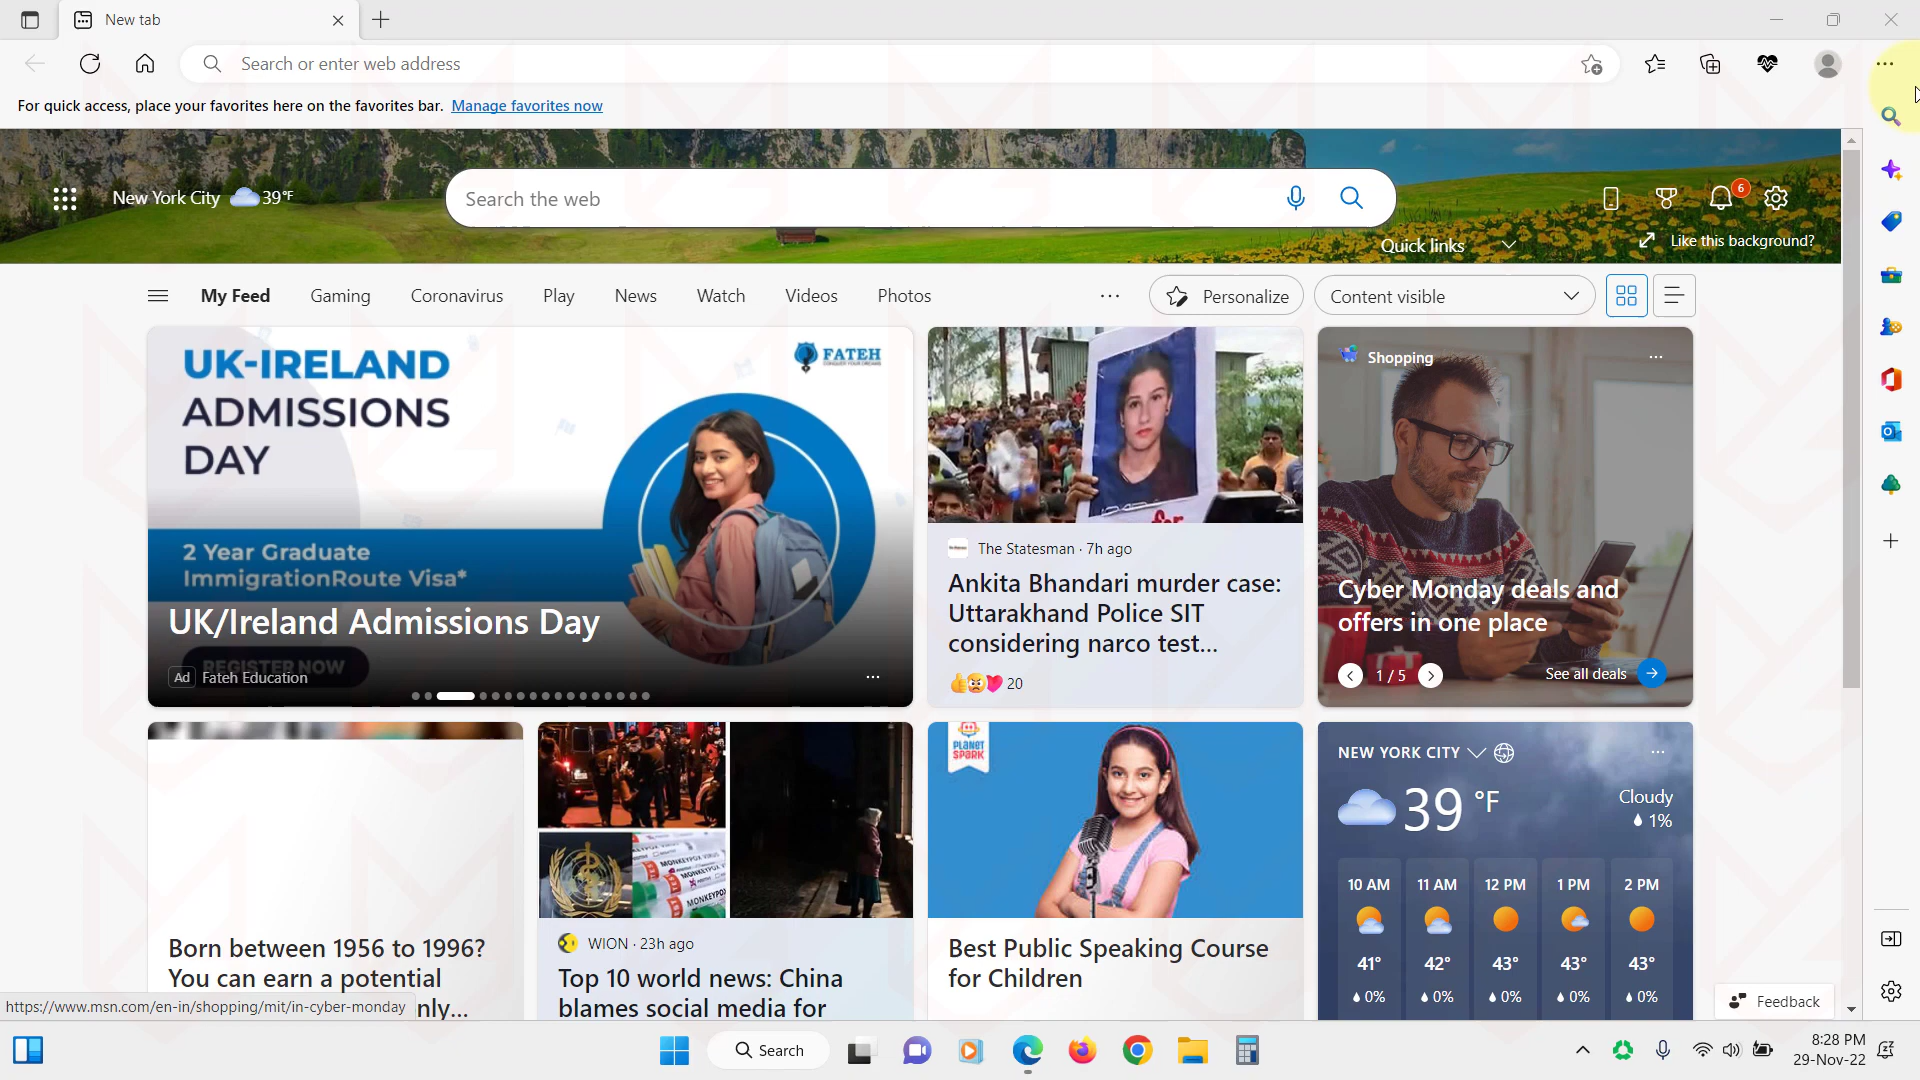 New tab
Search or enter web address
For quick access, place your favorites here on the favorites bar. Manage favorites now
New York City 39°F
Search the web
6
Quick links
Like this background?
My Feed
Gaming
Coronavirus
Play
News
Watch
Videos
Photos
Personalize
Content visible
UK-IRELAND
ADMISSIONS
DAY
FATEH
2 Year Graduate
ImmigrationRoute Visa*
UK/Ireland Admissions Day
REGISTER NOW
Ad Fateh Education
The Statesman · 7h ago
Ankita Bhandari murder case:
Uttarakhand Police SIT
considering narco test...
20
Shopping
Cyber Monday deals and
offers in one place
1 / 5
See all deals
Born between 1956 to 1996?
You can earn a potential
nly...
MONKEYPOX
WION · 23h ago
Top 10 world news: China
blames social media for
PLANET
SPARK
Best Public Speaking Course
for Children
NEW YORK CITY
39 °F
Cloudy
1%
10 AM 11 AM 12 PM 1 PM 2 PM
41° 42° 43° 43° 43°
0% 0% 0% 0% 0%
https://www.msn.com/en-in/shopping/mit/in-cyber-monday
Feedback
Search
8:28 PM
29-Nov-22